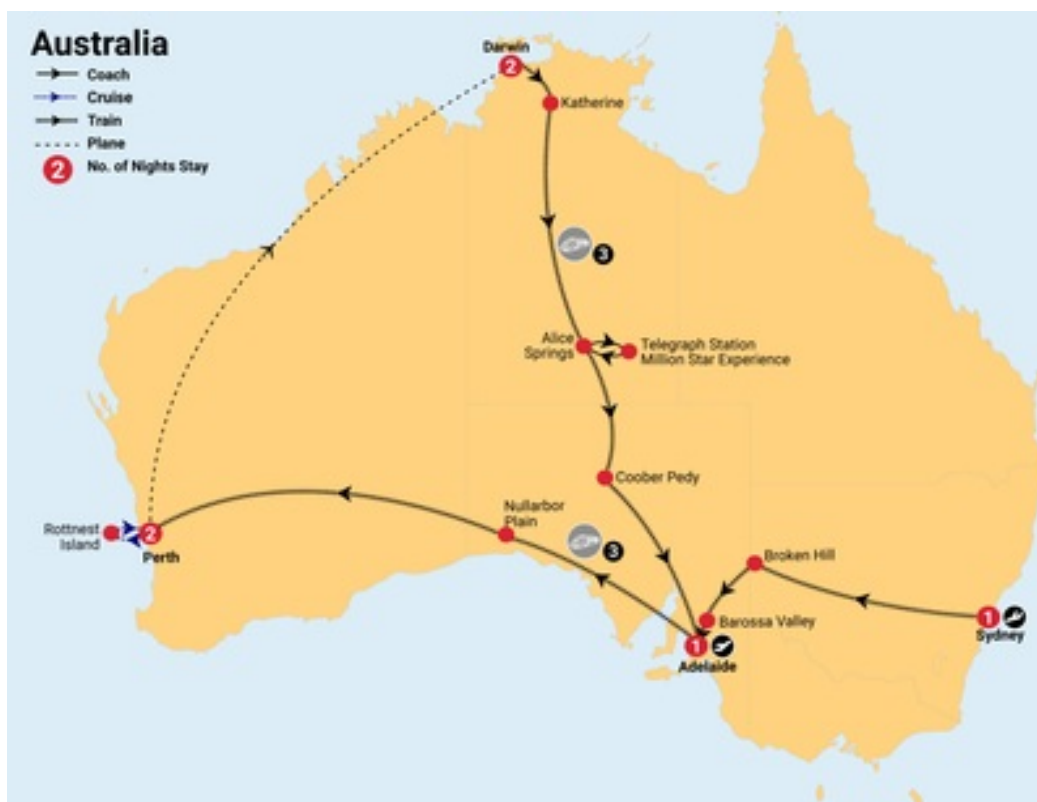 Australia
Coach
Cruise
Train
Plane
2
No. of Nights Stay
Darwin
2
Katherine
3
Alice
Springs
Telegraph Station
Million Star Experience
Coober Pedy
Nullarbor
Plain
3
Rottnest
Island
2
Perth
Broken Hill
Barossa Valley
1
Adelaide
1
Sydney